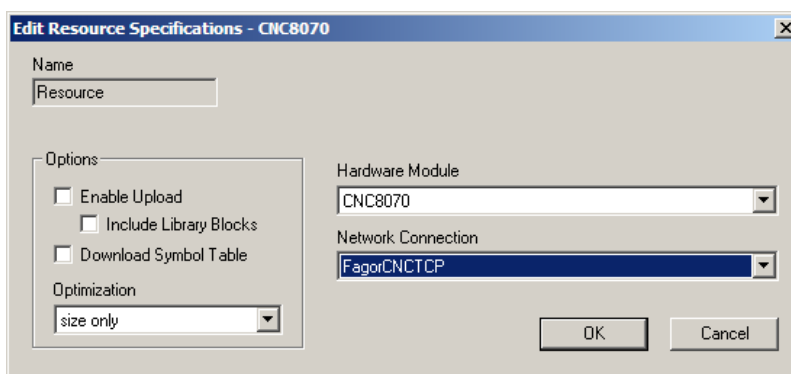 Edit Resource Specifications - CNC8070
Name
Resource
Options
Enable Upload
Include Library Blocks
Download Symbol Table
Optimization
size only
Hardware Module
CNC8070
Network Connection
FagorCNCTCP
OK
Cancel